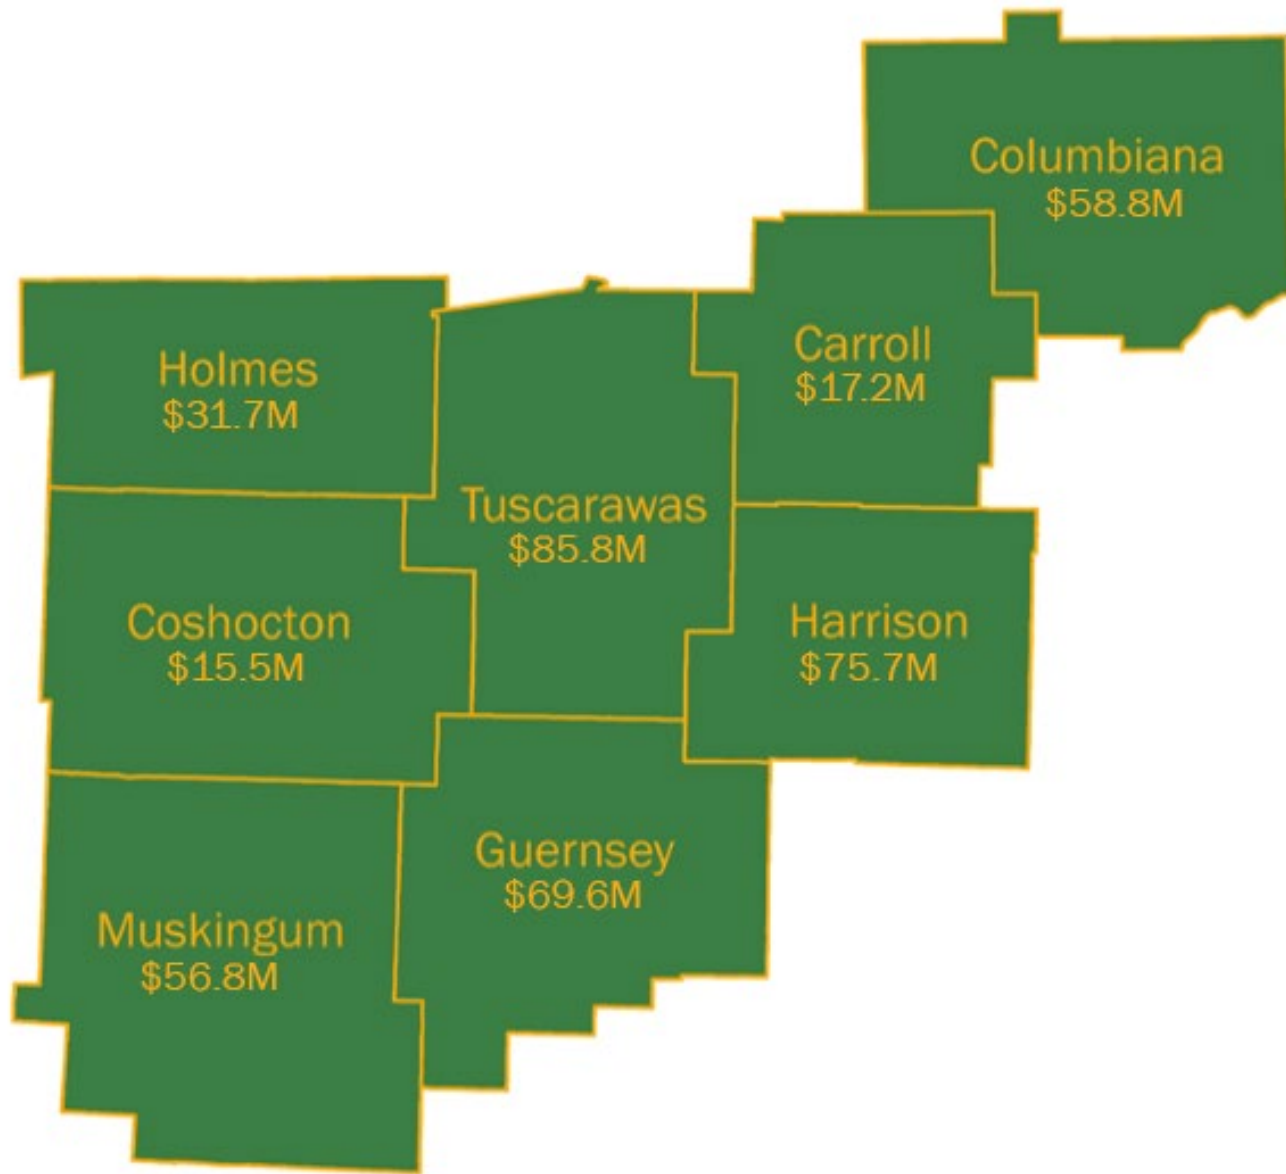 Columbiana
$58.8M
Carroll
$17.2M
Holmes
$31.7M
Tuscarawas
$85.8M
Coshocton
$15.5M
Harrison
$75.7M
Guernsey
$69.6M
Muskingum
$56.8M